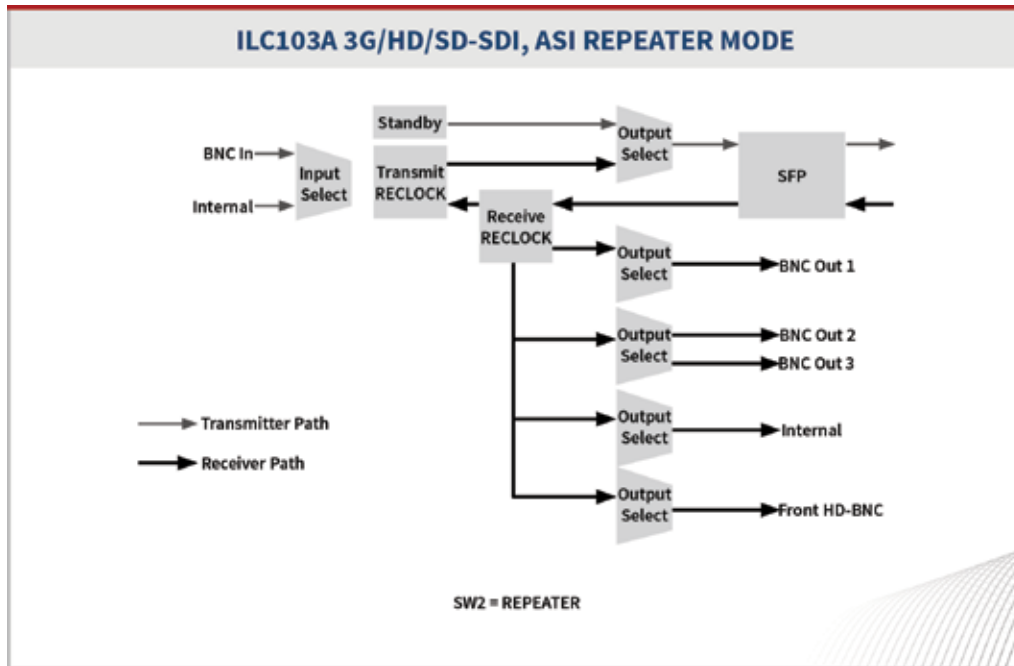 ILC103A 3G/HD/SD-SDI, ASI REPEATER MODE
Standby
BNC In
Internal
Input
Select
Transmit
RECLOCK
Output
Select
SFP
Receive
RECLOCK
Output
Select
BNC Out 1
Output
Select
BNC Out 2
BNC Out 3
Output
Select
Internal
Output
Select
Front HD-BNC
Transmitter Path
Receiver Path
SW2 = REPEATER